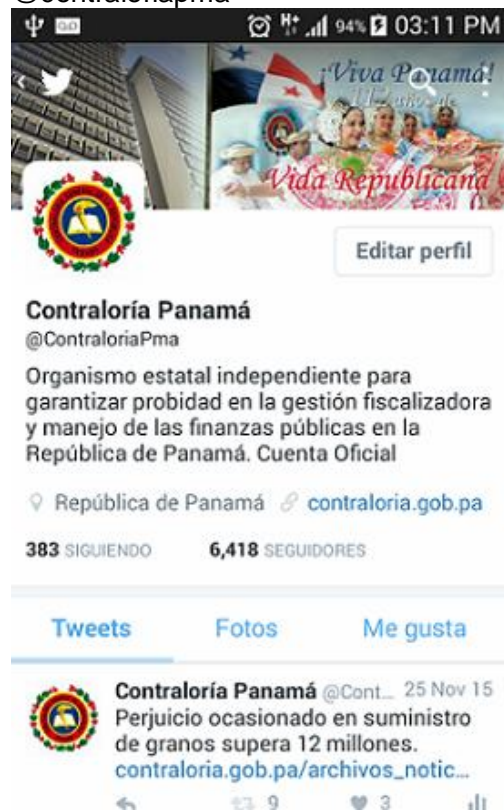 @contraloriapma
94% 03:11 PM
¡Viva Panamá!
112 años de
Vida Republicana
Editar perfil
Contraloría Panamá
@ContraloriaPma
Organismo estatal independiente para
garantizar probidad en la gestión fiscalizadora
y manejo de las finanzas públicas en la
República de Panamá. Cuenta Oficial
República de Panamá contraloria.gob.pa
383 SIGUIENDO 6,418 SEGUIDORES
Tweets Fotos Me gusta
Contraloría Panamá @Cont... 25 Nov 15
Perjuicio ocasionado en suministro
de granos supera 12 millones.
contraloria.gob.pa/archivos_notic...
9 3